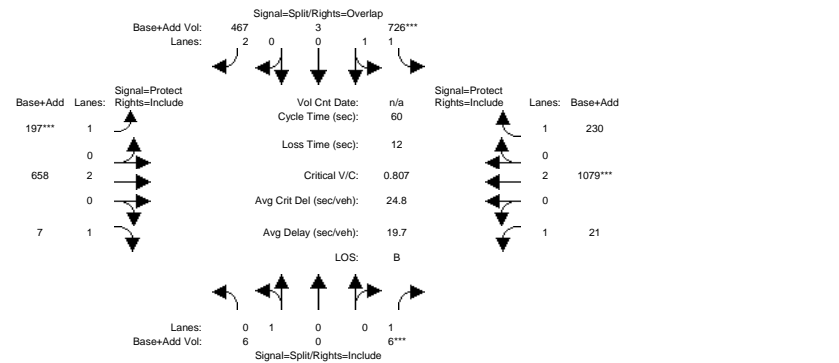 Signal=Split/Rights=Overlap
Base+Add Vol: 467 3 726***
Lanes: 2 0 0 1 1
Signal=Protect
Base+Add Lanes: Rights=Include
Vol Cnt Date: n/a
Signal=Protect
Rights=Include Lanes: Base+Add
Cycle Time (sec): 60
197*** 1
1 230
Loss Time (sec): 12
0
0
658 2
Critical V/C: 0.807
2 1079***
0
Avg Crit Del (sec/veh): 24.8
0
7 1
Avg Delay (sec/veh): 19.7
1 21
LOS: B
Lanes: 0 1 0 0 1
Base+Add Vol: 6 0 6***
Signal=Split/Rights=Include